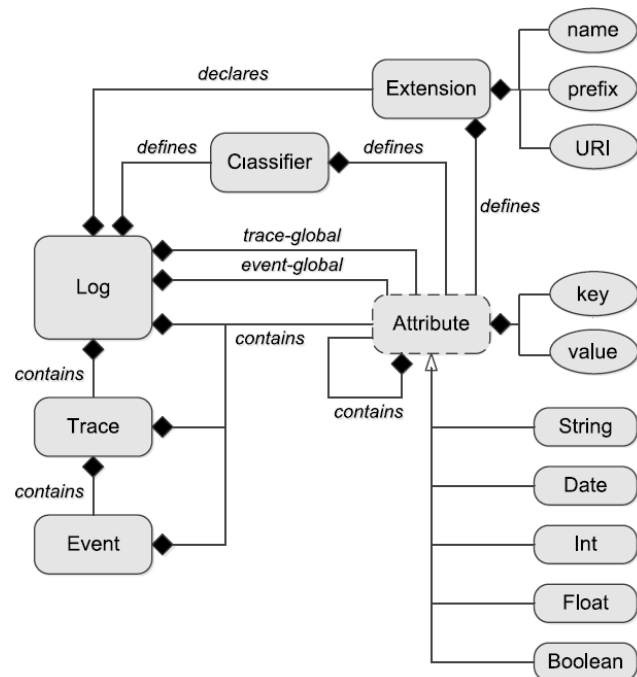 name
declares
Extension
prefix
defines
Classifier
defines
URI
defines
trace-global
Log
event-global
key
Attribute
contains
value
contains
contains
Trace
String
contains
Date
Event
Int
Float
Boolean